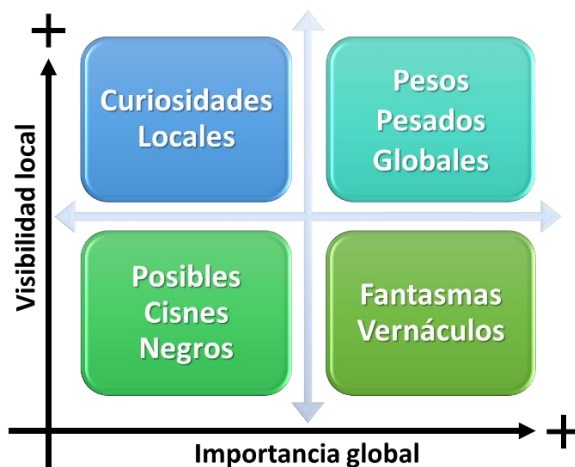 +
Curiosidades
Locales
Pesos
Pesados
Globales
Visibilidad local
Posibles
Cisnes
Negros
Fantasmas
Vernáculos
Importancia global
+